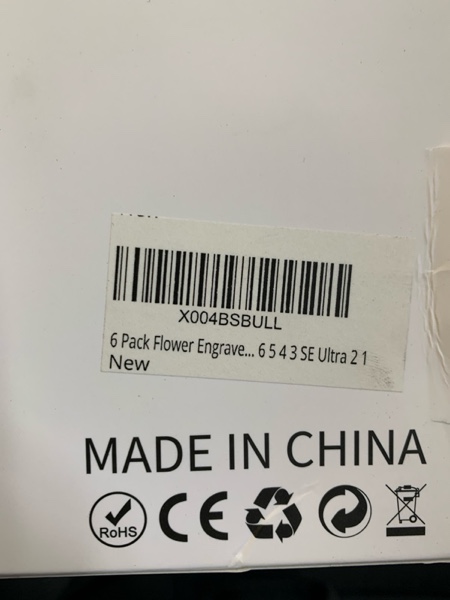 X004BSBULL
6 Pack Flower Engrave... 6 5 4 3 SE Ultra 2 1
New
MADE IN CHINA
RoHS CE